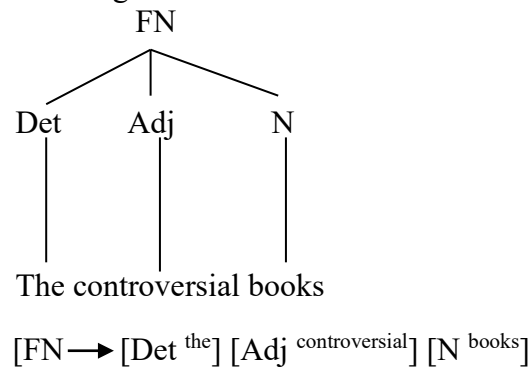 FN
Det Adj N
The controversial books
[FN→[Det the] [Adj controversial] [N books]